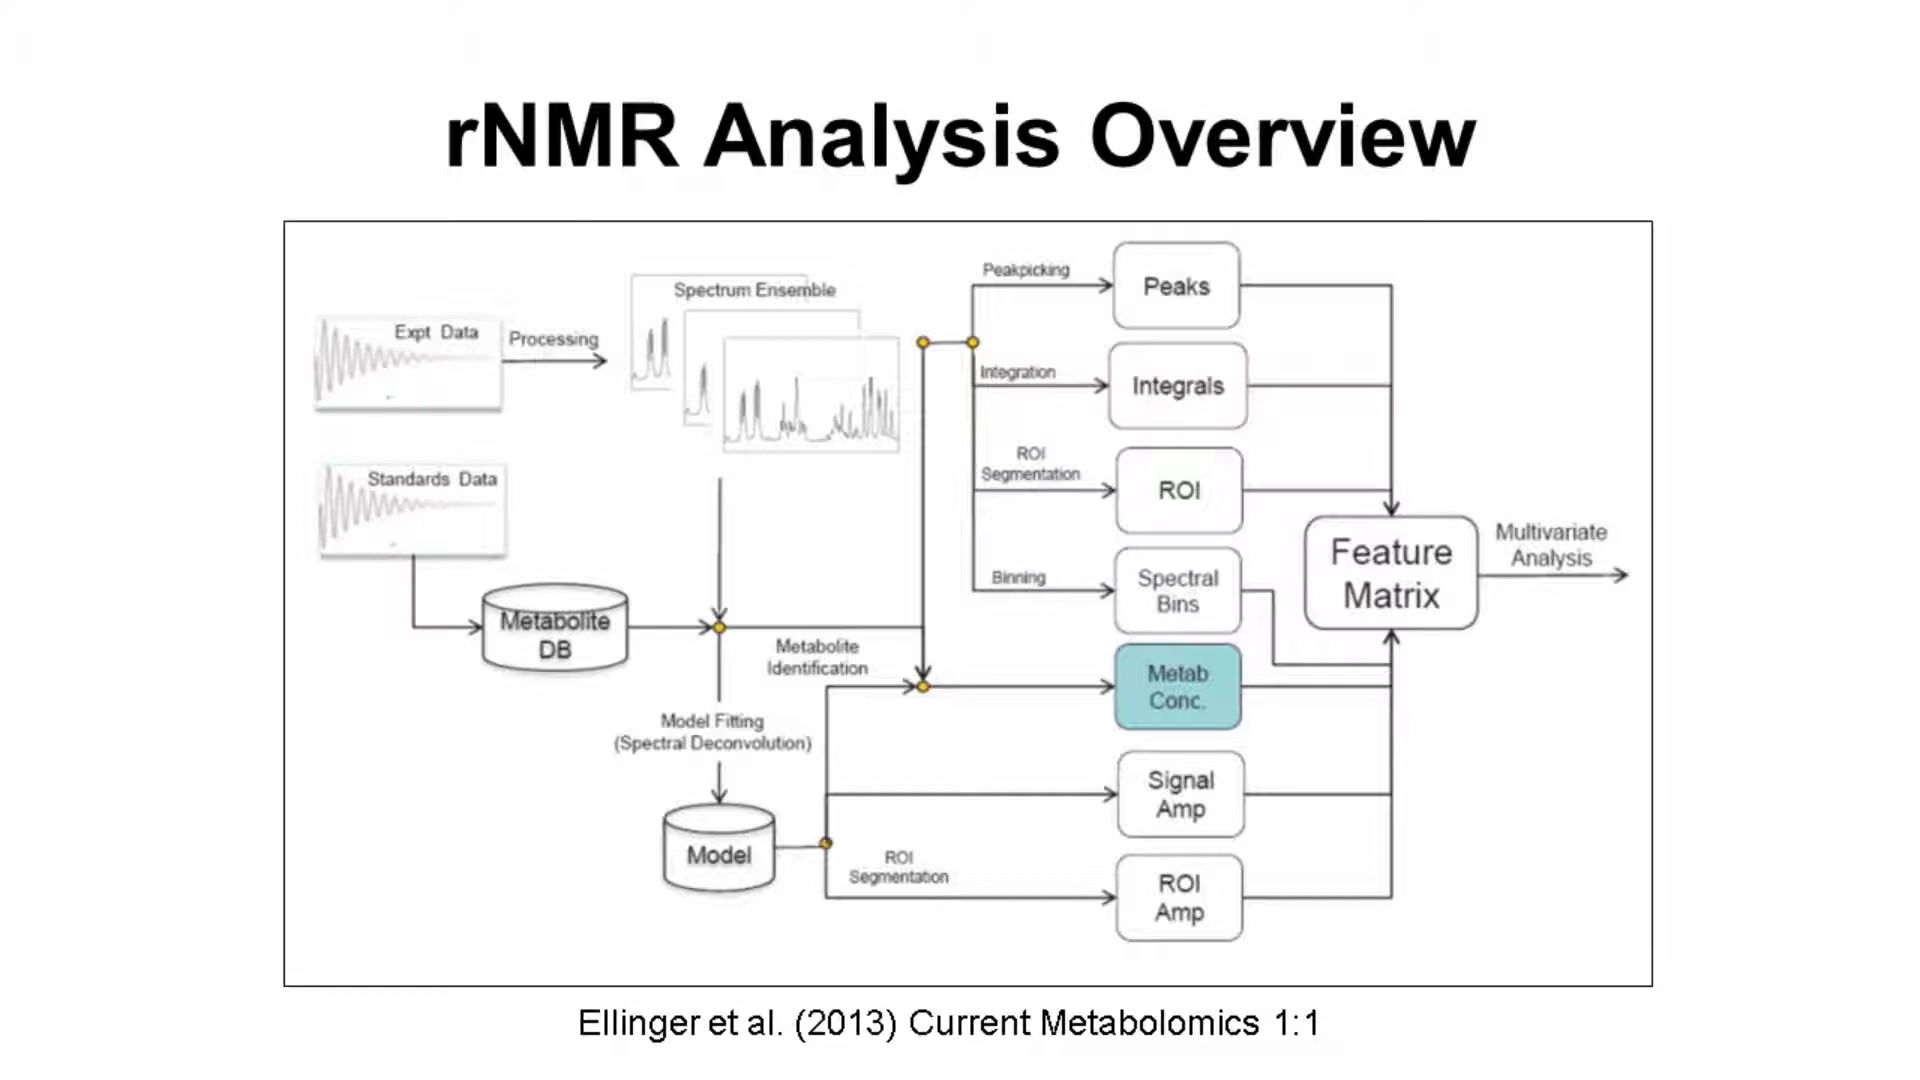 rNMR Analysis Overview
Expt Data
Processing
Spectrum Ensemble
Standards Data
Metabolite
DB
Metabolite
Identification
Model Fitting
(Spectral Deconvolution)
Model
Peakpicking
Peaks
Integration
Integrals
ROI
Segmentation
ROI
Binning
Spectral
Bins
Metab
Conc.
Signal
Amp
ROI
Segmentation
ROI
Amp
Feature
Matrix
Multivariate
Analysis
Ellinger et al. (2013) Current Metabolomics 1:1